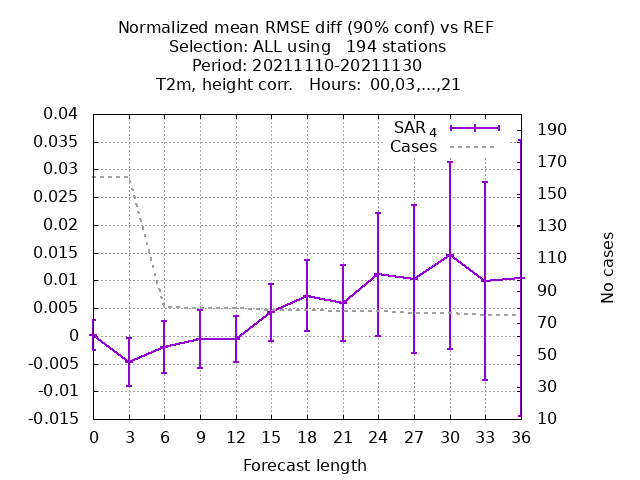 Normalized mean RMSE diff (90% conf) vs REF
Selection: ALL using   194 stations
Period: 20211110-20211130
T2m, height corr.   Hours:  00,03,...,21
SAR 4
Cases
0.04
0.035
0.03
0.025
0.02
0.015
0.01
0.005
0
-0.005
-0.01
-0.015
190
170
150
130
110
90
70
50
30
10
No cases
0 3 6 9 12 15 18 21 24 27 30 33 36
Forecast length